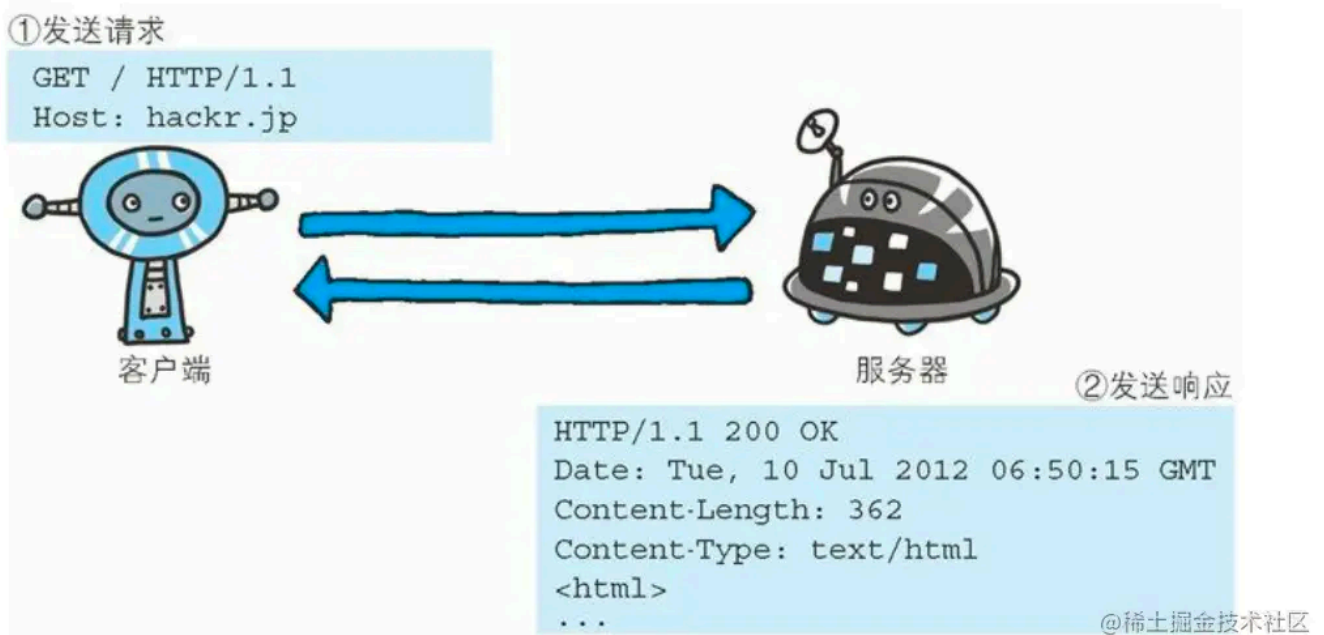 ①发送请求
GET / HTTP/1.1
Host: hackr.jp
客户端
服务器
②发送响应
HTTP/1.1 200 OK
Date: Tue, 10 Jul 2012 06:50:15 GMT
Content-Length: 362
Content-Type: text/html
<html>
...
@稀土掘金技术社区